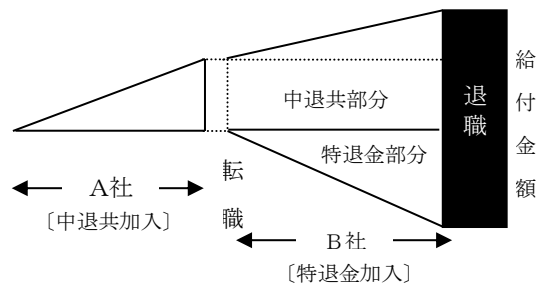 中退共部分
特退金部分
退職
給付金額
転職
A社
〔中退共加入〕
B社
〔特退金加入〕